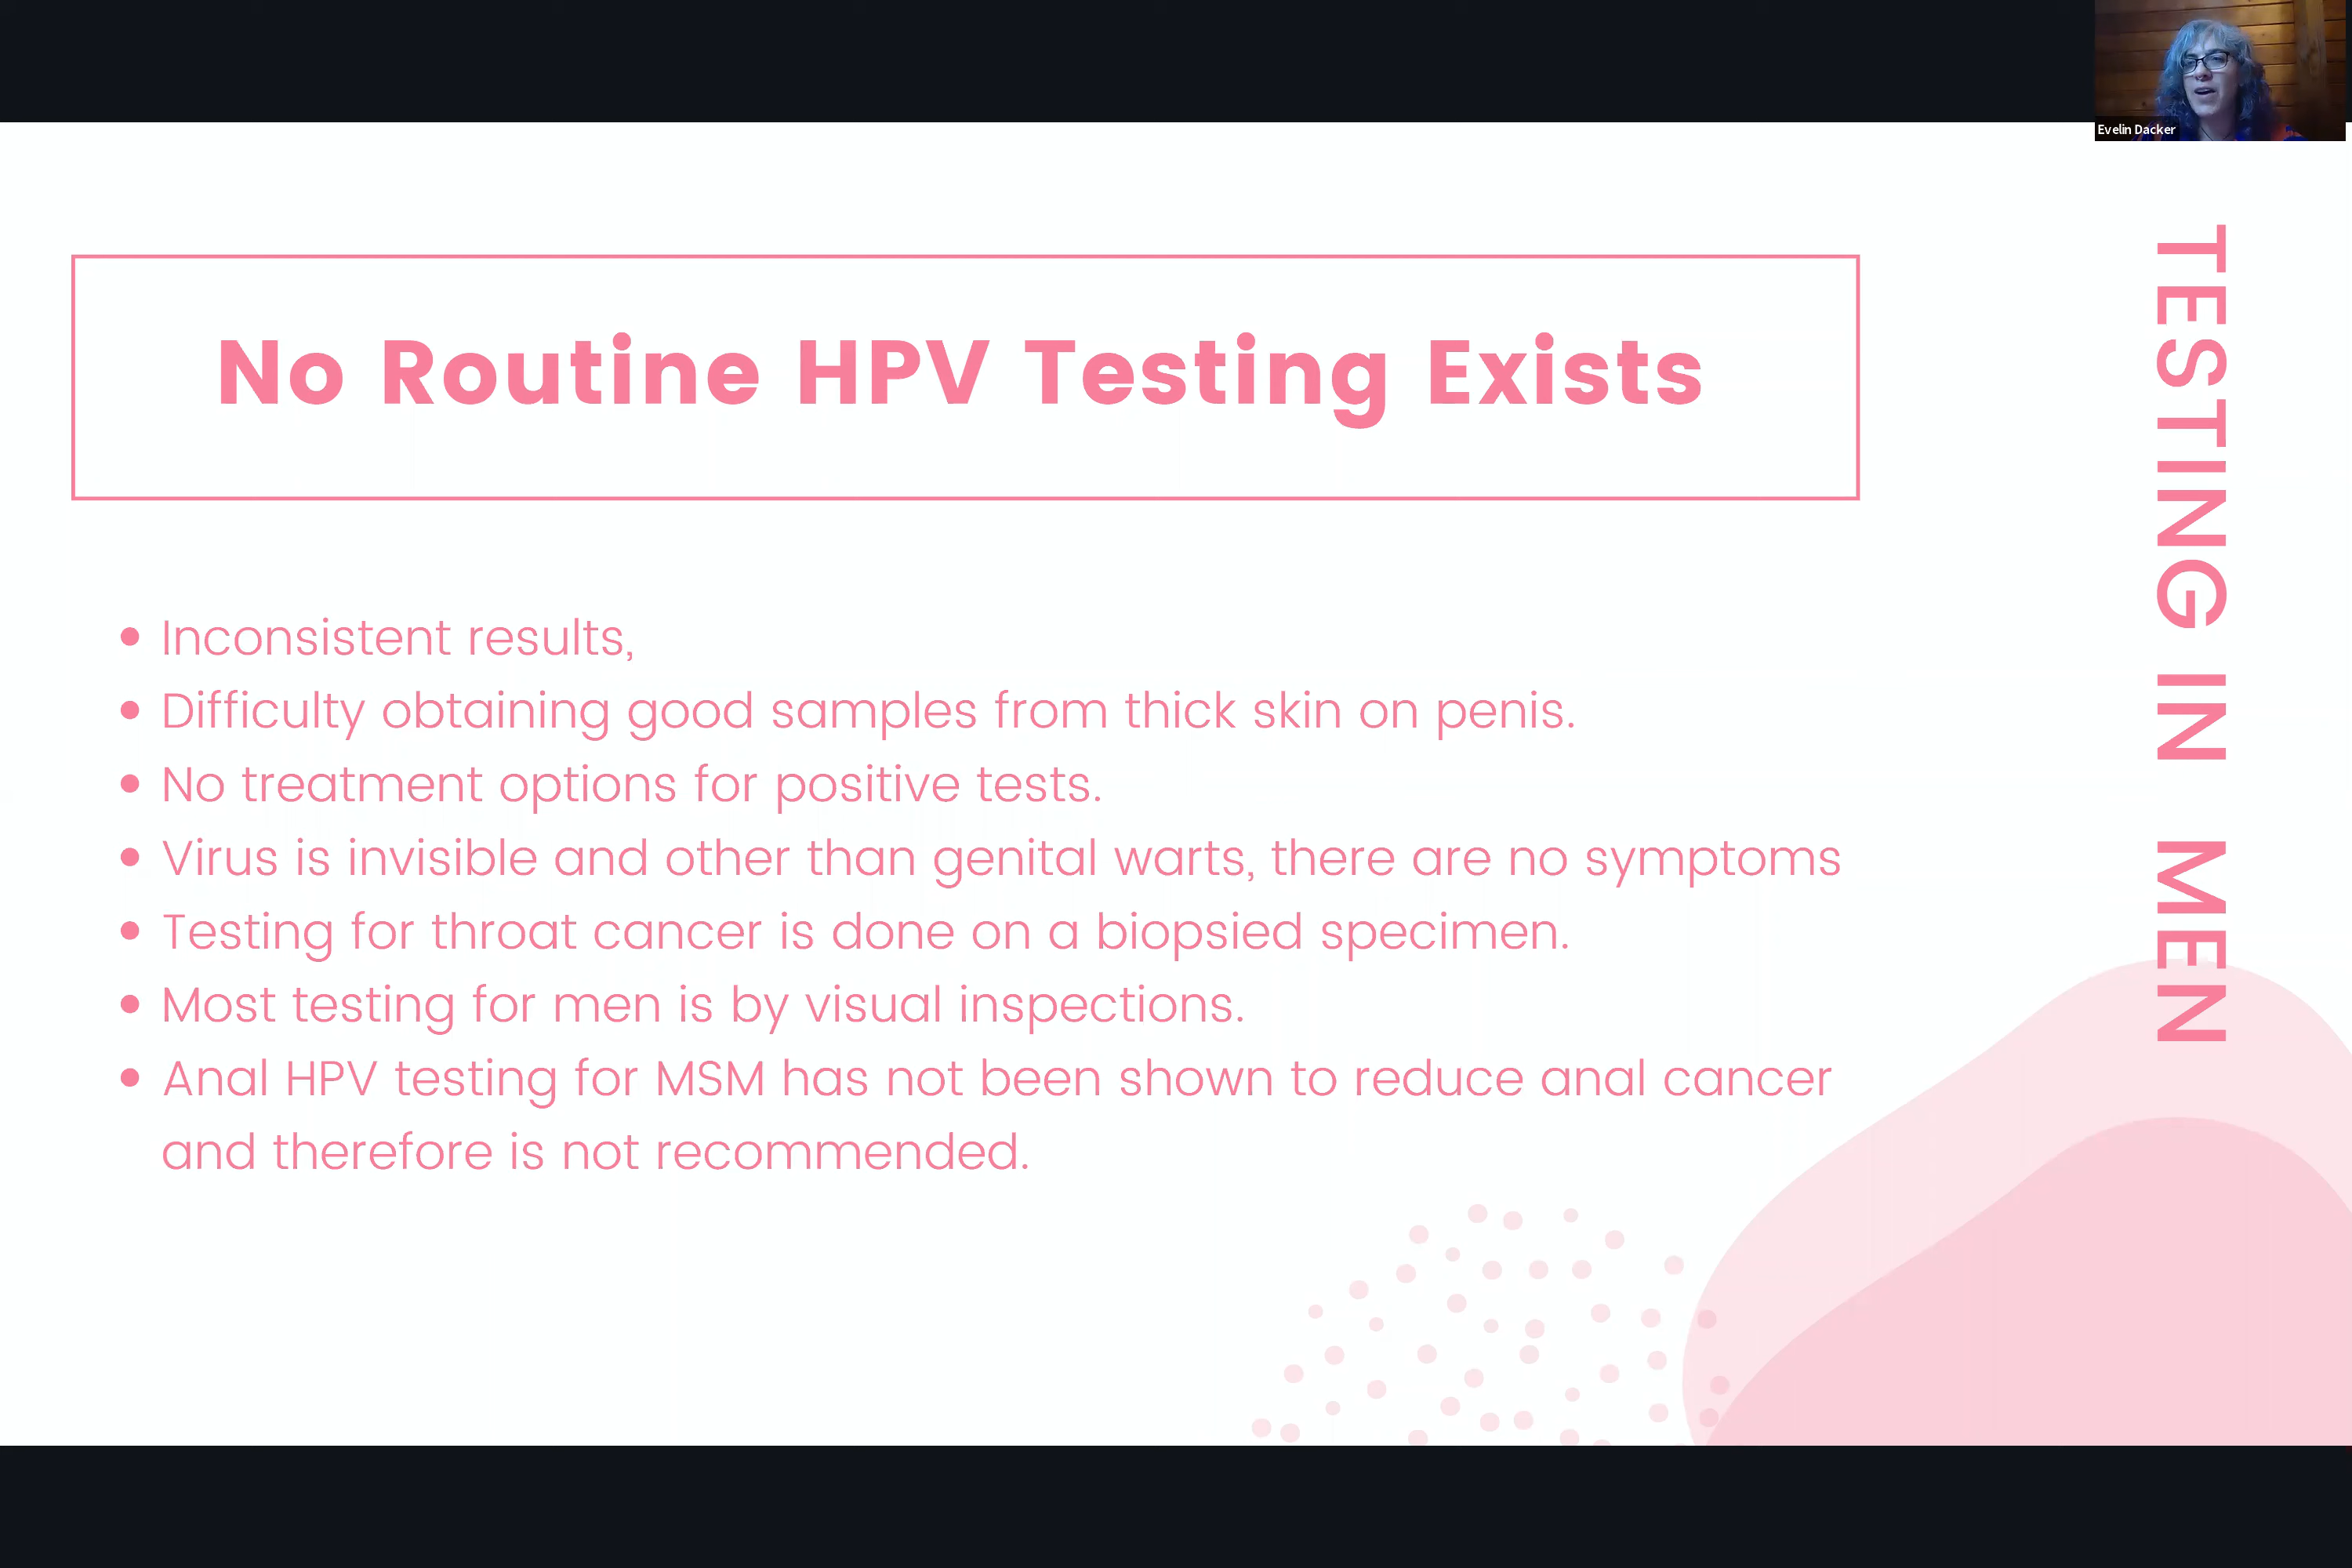 Evelin Dacker
No Routine HPV Testing Exists
TESTING IN MEN
• Inconsistent results,
• Difficulty obtaining good samples from thick skin on penis.
• No treatment options for positive tests.
• Virus is invisible and other than genital warts, there are no symptoms
• Testing for throat cancer is done on a biopsied specimen.
• Most testing for men is by visual inspections.
• Anal HPV testing for MSM has not been shown to reduce anal cancer
and therefore is not recommended.